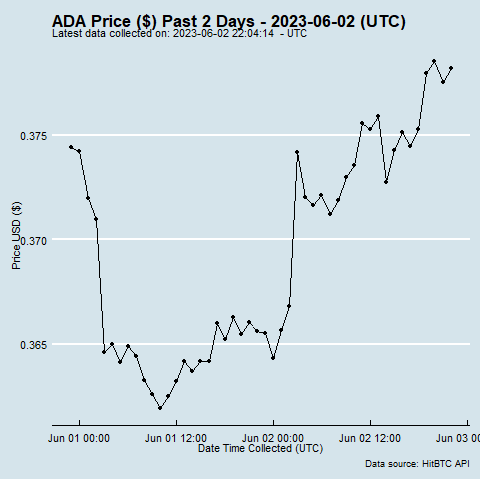 ADA Price ($) Past 2 Days - 2023-06-02 (UTC)
Latest data collected on: 2023-06-02 22:04:14  - UTC
0.375
0.370
0.365
Price USD ($)
Jun 01 00:00
Jun 01 12:00
Jun 02 00:00
Jun 02 12:00
Jun 03 00
Date Time Collected (UTC)
Data source: HitBTC API